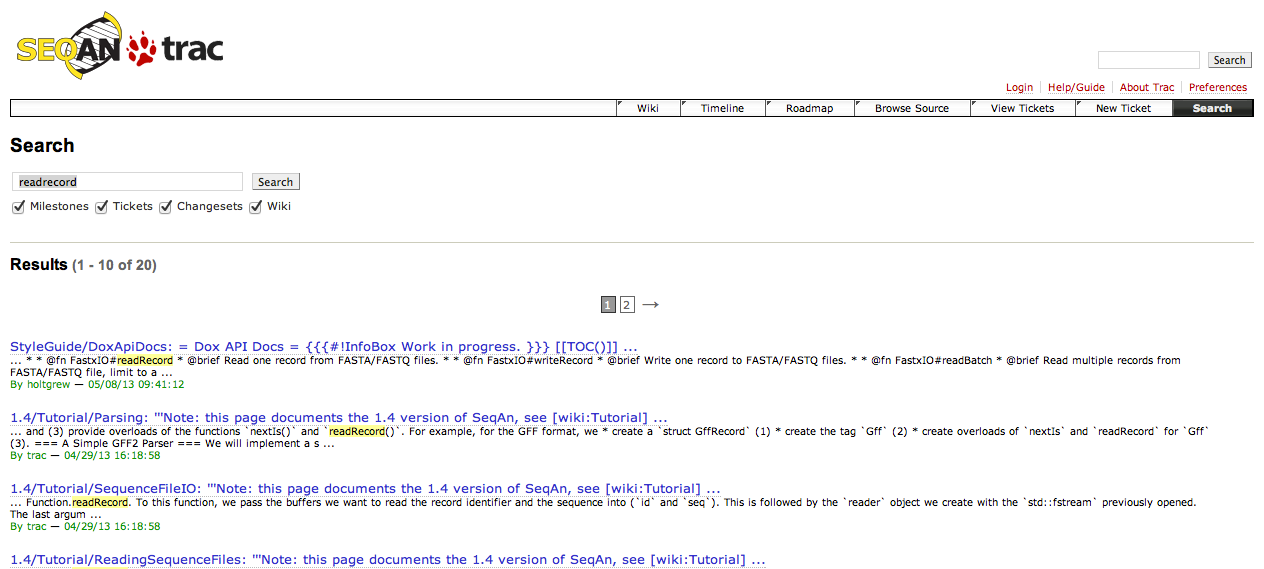 SEQAN trac
Search
Login Help/Guide About Trac Preferences
Wiki Timeline Roadmap Browse Source View Tickets New Ticket Search
Search
readrecord Search
Milestones Tickets Changesets Wiki
Results (1 - 10 of 20)
1 2 →
StyleGuide/DoxApiDocs: = Dox API Docs = {{{#!InfoBox Work in progress. }}} [[TOC()]] ...
... * * @fn FastxIO#readRecord * @brief Read one record from FASTA/FASTQ files. * * @fn FastxIO#writeRecord * @brief Write one record to FASTA/FASTQ files. * * @fn FastxIO#readBatch * @brief Read multiple records from
FASTA/FASTQ file, limit to a ...
By holtgrew — 05/08/13 09:41:12
1.4/Tutorial/Parsing: '''Note: this page documents the 1.4 version of SeqAn, see [wiki:Tutorial] ...
... and (3) provide overloads of the functions `nextIs()` and `readRecord()`. For example, for the GFF format, we * create a `struct GffRecord` (1) * create the tag `Gff` (2) * create overloads of `nextIs` and `readRecord` for `Gff`
(3). === A Simple GFF2 Parser === We will implement a s ...
By trac — 04/29/13 16:18:58
1.4/Tutorial/SequenceFileIO: '''Note: this page documents the 1.4 version of SeqAn, see [wiki:Tutorial] ...
... Function.readRecord. To this function, we pass the buffers we want to read the record identifier and the sequence into (`id` and `seq`). This is followed by the `reader` object we create with the `std::fstream` previously opened.
The last argum ...
By trac — 04/29/13 16:18:58
1.4/Tutorial/ReadingSequenceFiles: '''Note: this page documents the 1.4 version of SeqAn, see [wiki:Tutorial] ...